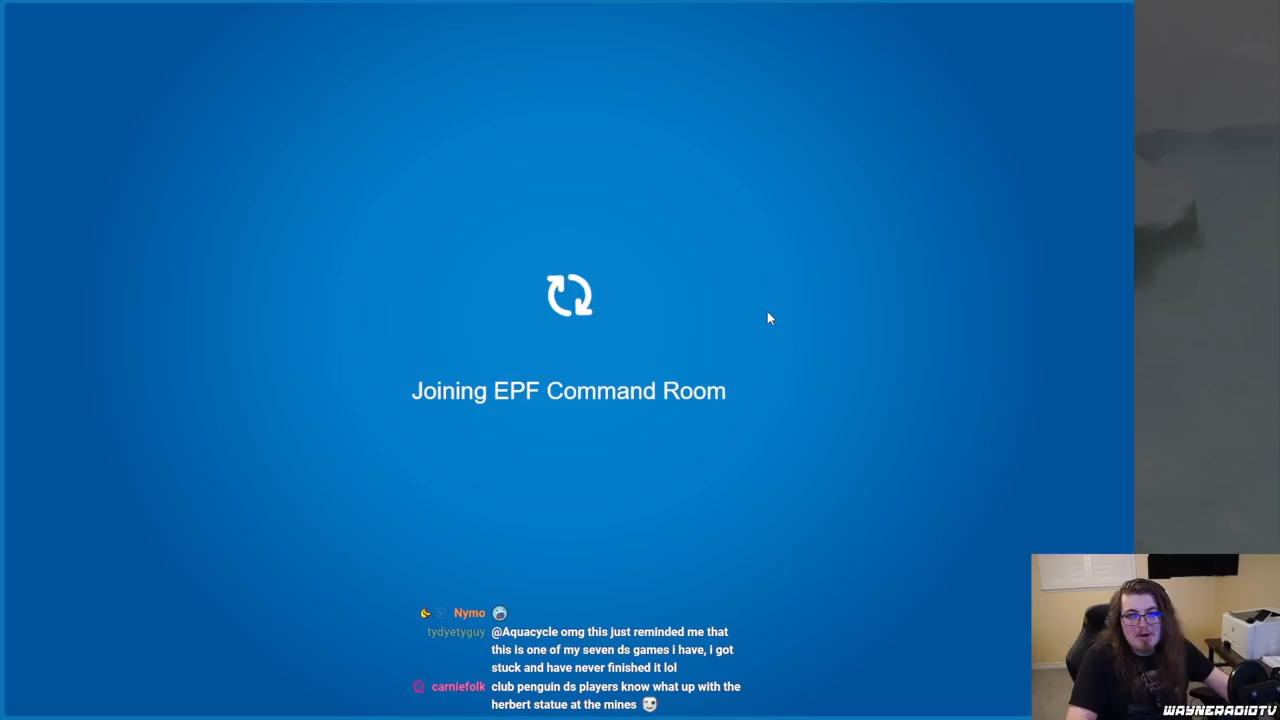 Joining EPF Command Room
Nymo
tydyetyguy @Aquacycle omg this just reminded me that
this is one of my seven ds games i have, i got
stuck and have never finished it lol
carniefolk club penguin ds players know what up with the
herbert statue at the mines
WAYNERADIOTV